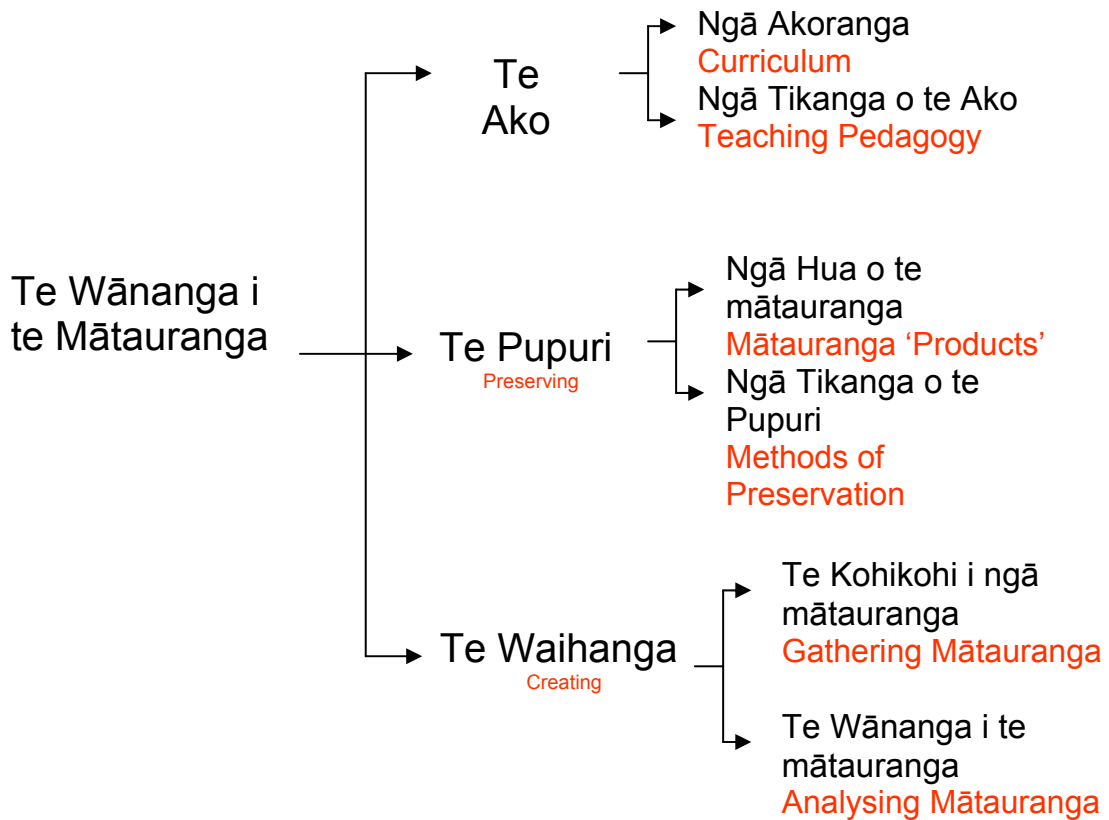 Te Wānanga i
te Mātauranga
Te
Ako
Ngā Akoranga
Curriculum
Ngā Tikanga o te Ako
Teaching Pedagogy
Te Pupuri
Preserving
Ngā Hua o te
mātauranga
Mātauranga ‘Products’
Ngā Tikanga o te
Pupuri
Methods of
Preservation
Te Waihanga
Creating
Te Kohikohi i ngā
mātauranga
Gathering Mātauranga
Te Wānanga i te
mātauranga
Analysing Mātauranga